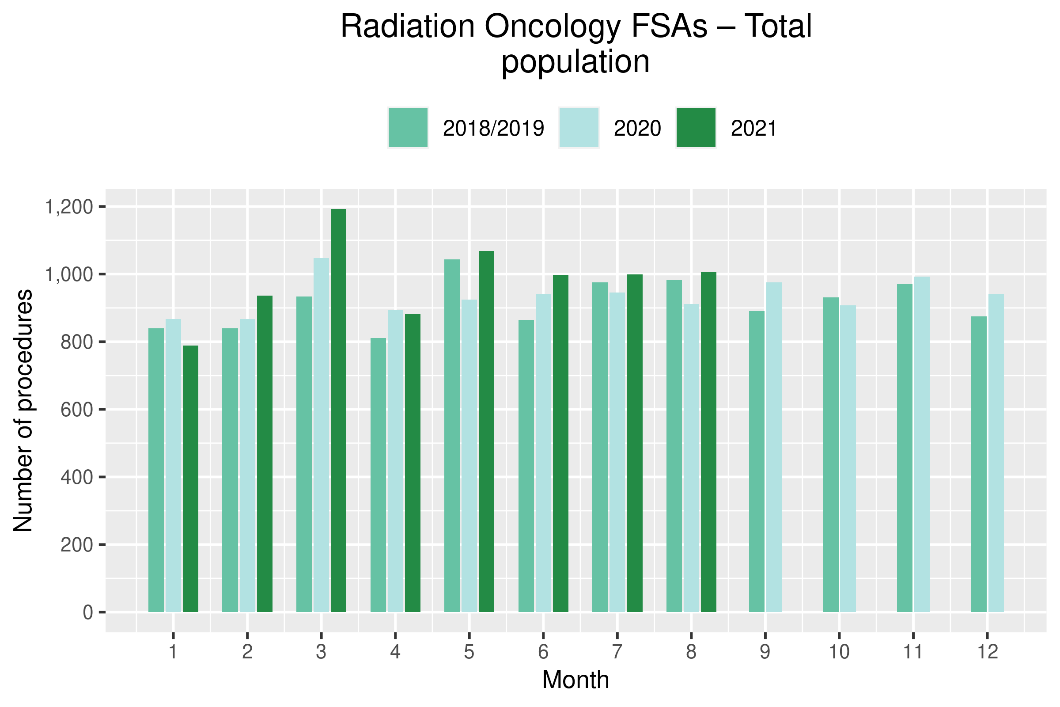 Radiation Oncology FSAs – Total
population
2018/2019 2020 2021
Number of procedures
1,200
1,000
800
600
400
200
0
1 2 3 4 5 6 7 8 9 10 11 12
Month